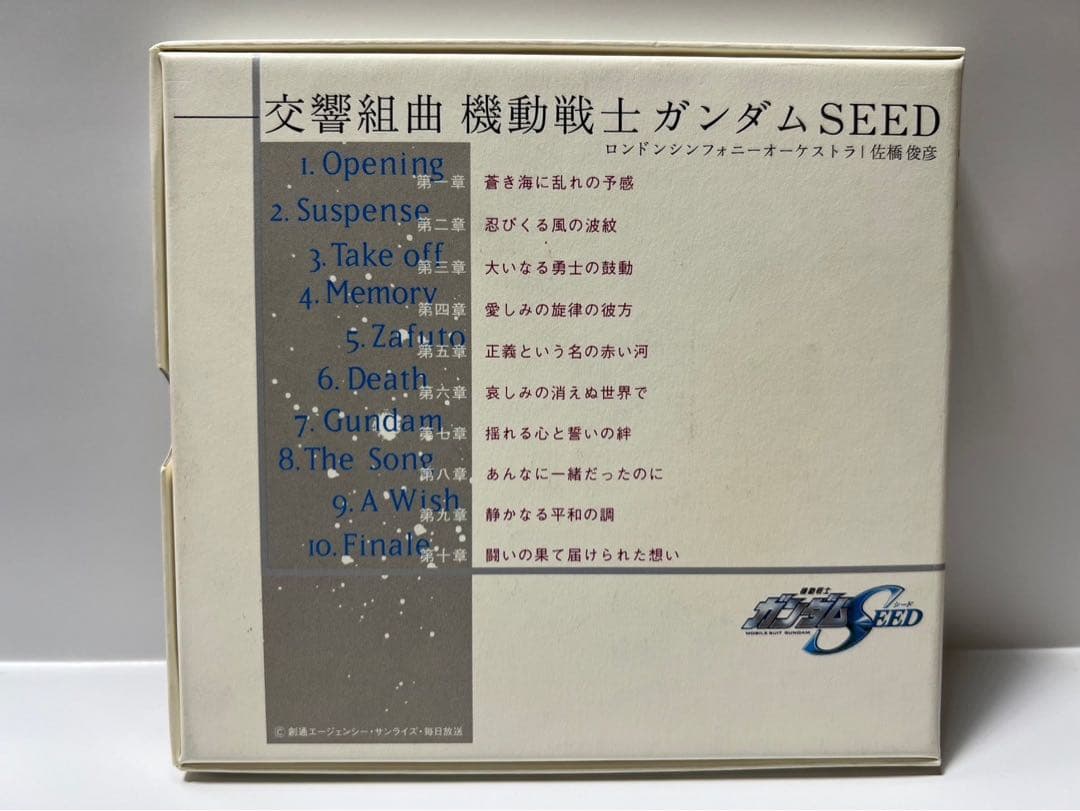 交響組曲 機動戦士 ガンダム SEED
ロンドンシンフォニーオーケストラ | 佐橋 俊彦
1. Opening
第一章 蒼き海に乱れの予感
2. Suspense
第二章 忍びくる風の波紋
3. Take off
第三章 大いなる勇士の鼓動
4. Memory
第四章 愛しみの旋律の彼方
5. Zafuto
第五章 正義という名の赤い河
6. Death
第六章 哀しみの消えぬ世界で
7. Gundam
第七章 揺れる心と誓いの絆
8. The Song
第八章 あんなに一緒だったのに
9. A Wish
第九章 静かなる平和の調
10. Finale
第十章 闘いの果て届けられた想い
機動戦士
ガンダムSEED
シード
MOBILE SUIT GUNDAM
© 創通エージェンシー・サンライズ・毎日放送